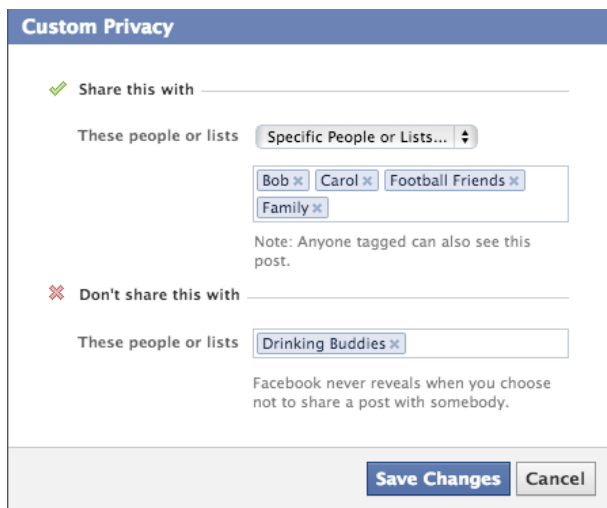 Custom Privacy
Share this with
These people or lists Specific People or Lists...
Bob × Carol × Football Friends ×
Family ×
Note: Anyone tagged can also see this
post.
Don't share this with
These people or lists Drinking Buddies ×
Facebook never reveals when you choose
not to share a post with somebody.
Save Changes Cancel